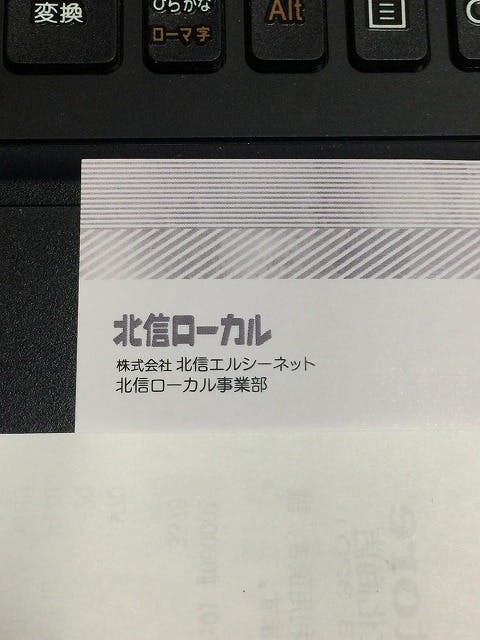 変換
ひらがな
ローマ字
Alt
北信ローカル
株式会社 北信エルシーネット
北信ローカル事業部